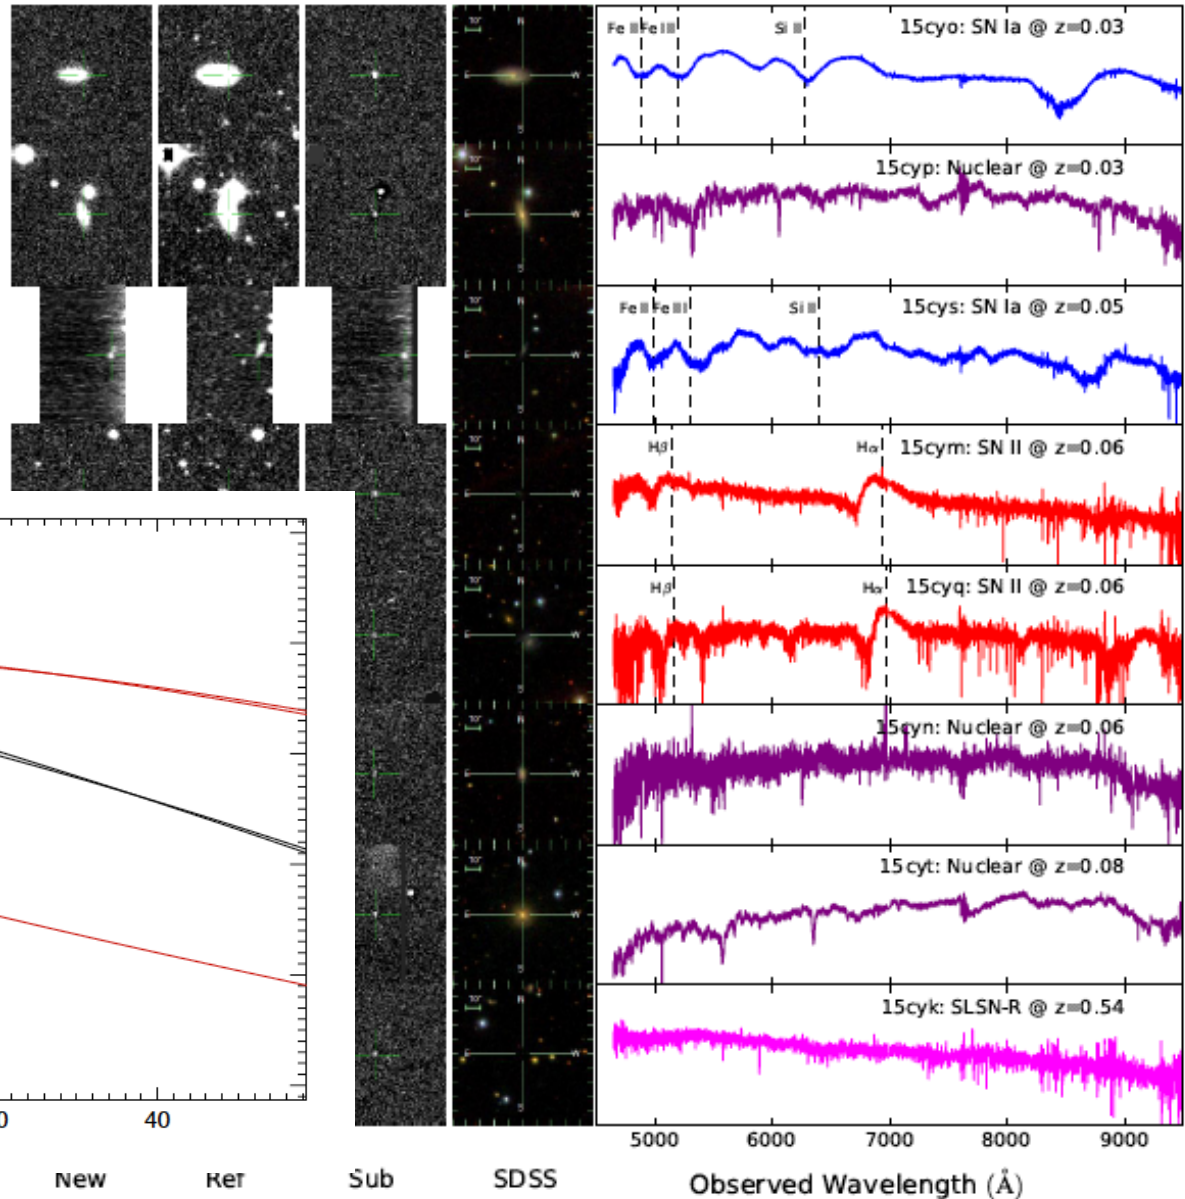 Fe II Fe III Si II 15cyo: SN Ia @ z=0.03
15cyp: Nuclear @ z=0.03
Fe II Fe III Si II 15cys: SN Ia @ z=0.05
Hβ Hα 15cym: SN II @ z=0.06
Hβ Hα 15cyq: SN II @ z=0.06
15cyn: Nuclear @ z=0.06
15cyt: Nuclear @ z=0.08
15cyk: SLSN-R @ z=0.54
0 40
5000 6000 7000 8000 9000
New Ref Sub SDSS Observed Wavelength (Å)